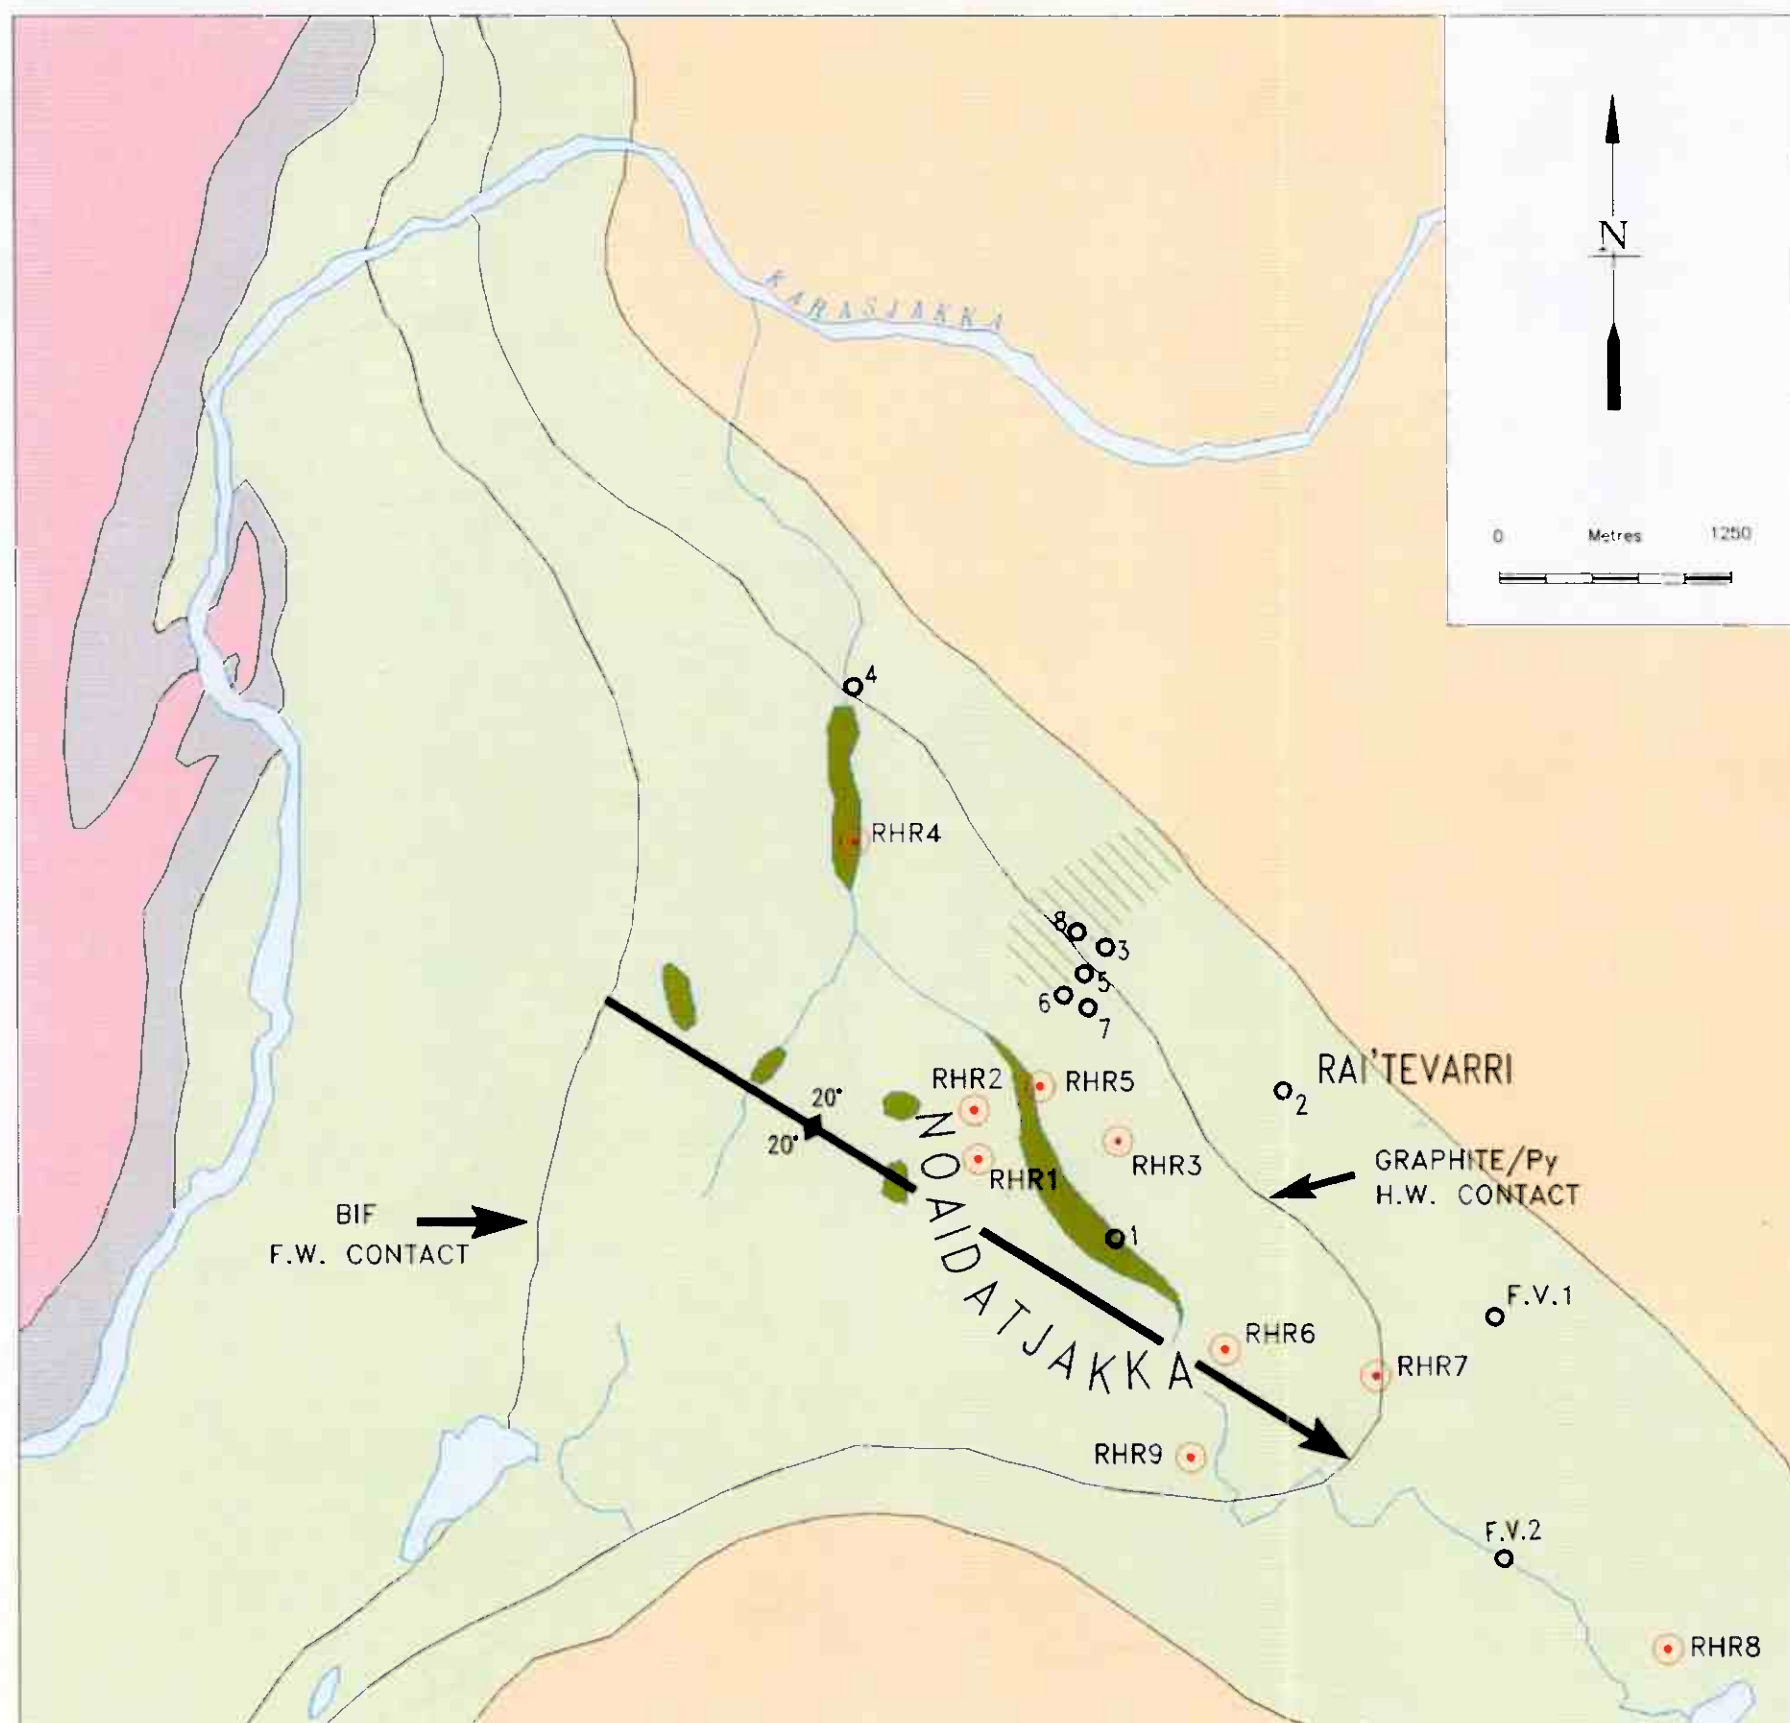 N
KARASJAKKA
0 Metres 1250
4
RHR4
8
3
5
6
7
RAI'TEVARRI
2
RHR2
RHR5
20°
20°
RHR3
RHR1
GRAPHITE/Py
H.W. CONTACT
NOAIDATJAKKA
BIF
F.W. CONTACT
1
F.V.1
RHR6
RHR7
RHR9
F.V.2
RHR8